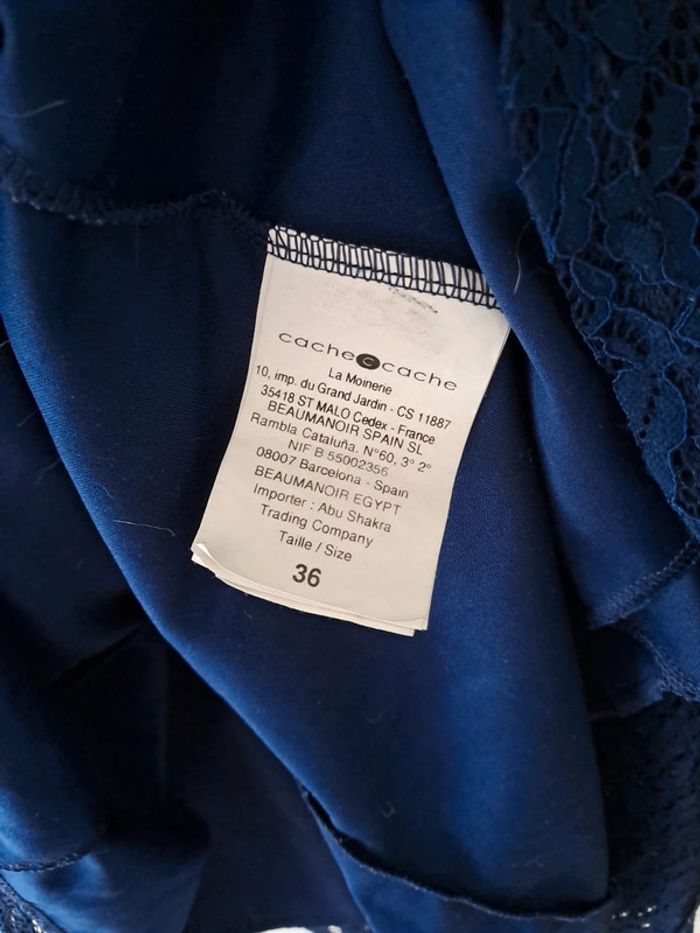 cache c cache
La Moinerie
10, imp. du Grand Jardin - CS 11887
35418 ST MALO Cedex - France
BEAUMANOIR SPAIN SL
Rambla Cataluña. N°60, 3° 2°
NIF B 55002356
08007 Barcelona - Spain
BEAUMANOIR EGYPT
Importer : Abu Shakra
Trading Company
Taille / Size
36